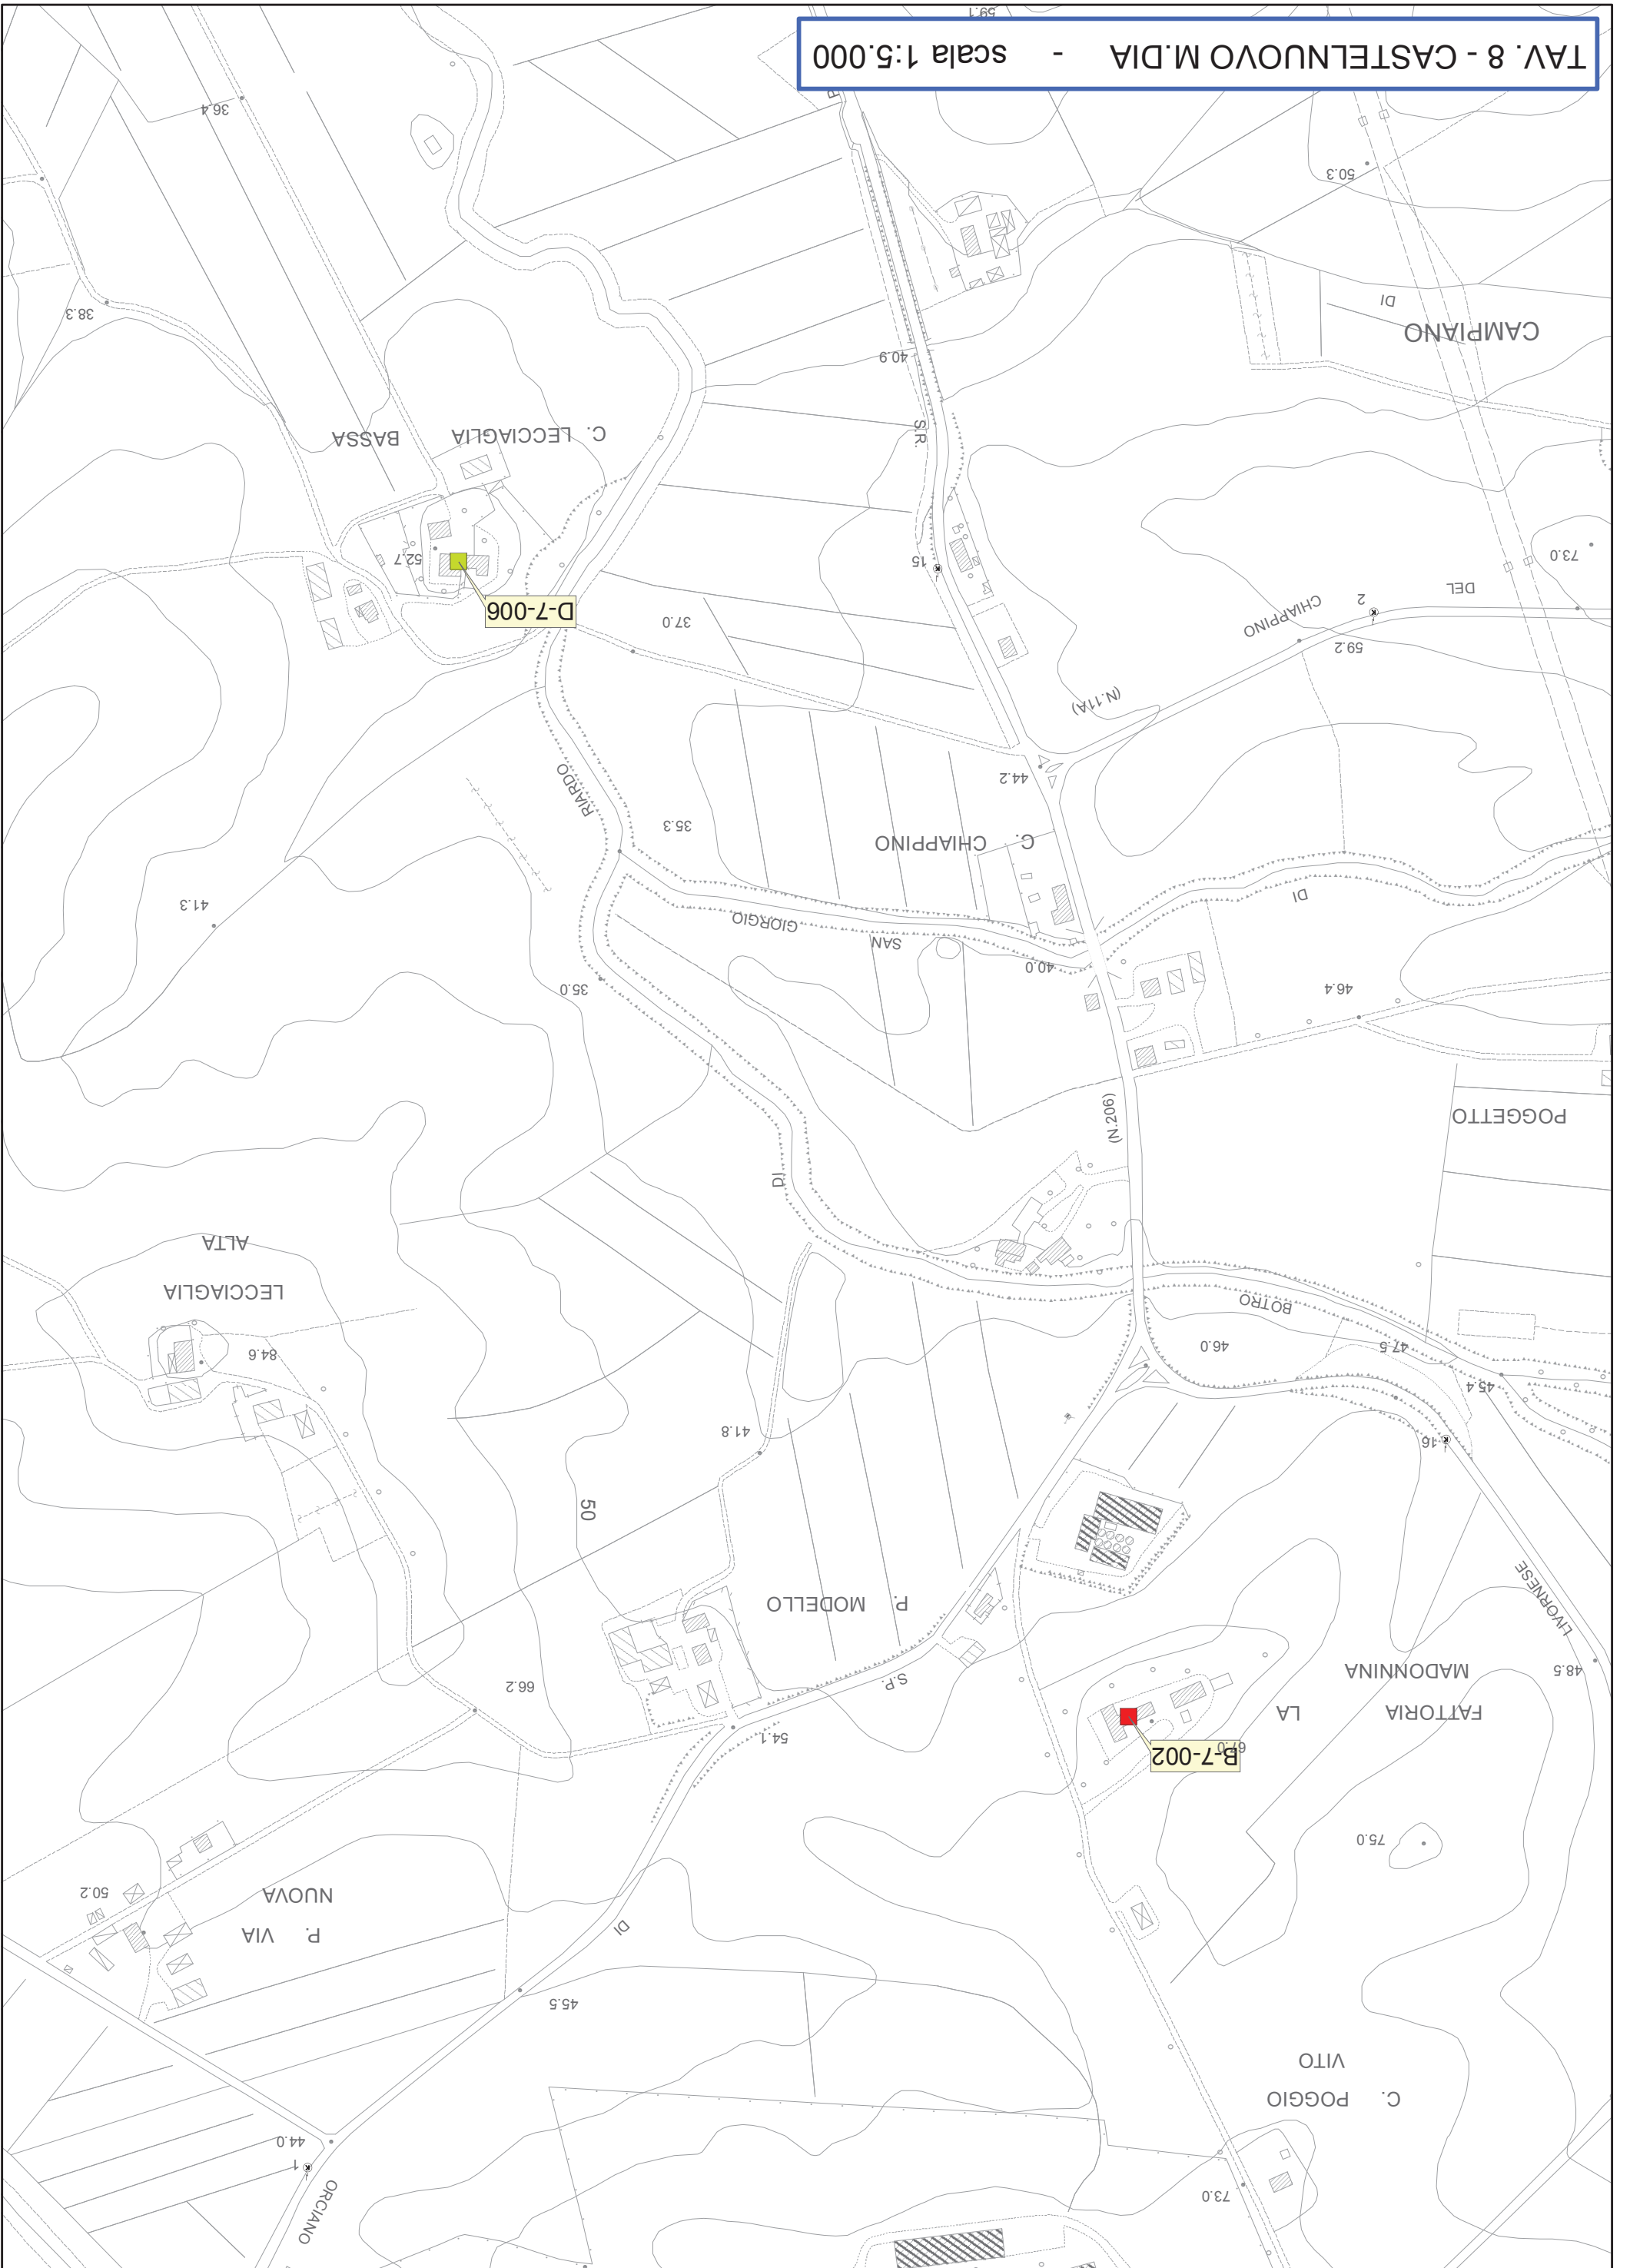 ORCIANO
73.0
1
44.0
C. POGGIO
VITO
45.5
DI
P. VIA
NUOVA
50.2
75.0
B-7-002
67.0
54.1
FATTORIA LA
MADONNINA
48.5
S.P.
66.2
P. MODELLO
LIVORNESE
50
16
41.8
45.4
47.5
46.0
84.6
BOTRO
LECCIAGLIA
ALTA
DI
POGGETTO
(N.206)
46.4
40.0
35.0
SAN
GIORGIO
DI
41.3
C. CHIAPPINO
35.3
44.2
RIARDO
(N.11A)
59.2
CHIAPPINO
2
DEL
37.0
D-7-006
73.0
15
52.7
S.R.
C. LECCIAGLIA BASSA
40.9
CAMPIANO
DI
38.3
50.3
36.4
TAV. 8 - CASTELNUOVO M.DIA - scala 1:5.000
59.1